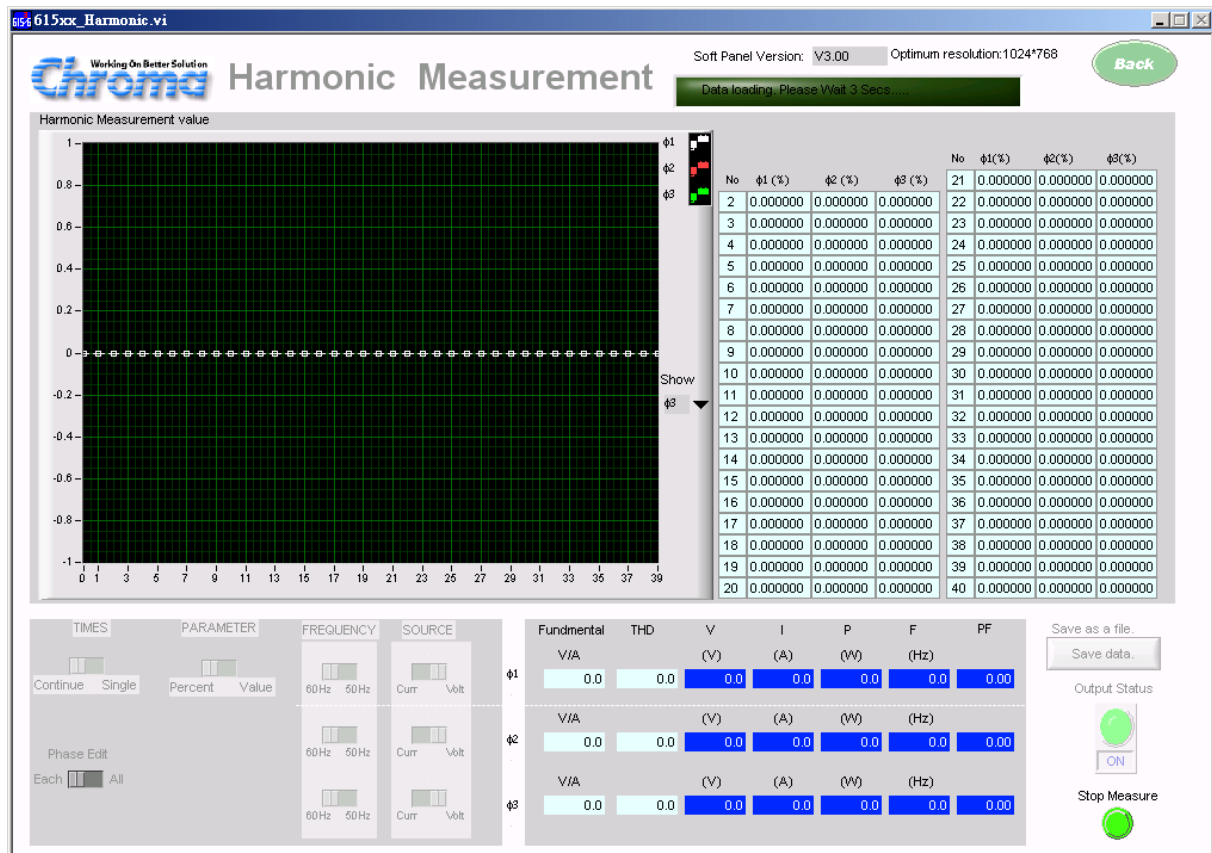 615xx_Harmonic.vi
Working On Better Solution
Chroma
Harmonic Measurement
Soft Panel Version: V3.00 Optimum resolution:1024*768
Back
Data loading. Please Wait 3 Secs.....
Harmonic Measurement value
1
0.8
0.6
0.4
0.2
0
-0.2
-0.4
-0.6
-0.8
-1
0 1 3 5 7 9 11 13 15 17 19 21 23 25 27 29 31 33 35 37 39
ϕ1
ϕ2
ϕ3
Show
ϕ3
No ϕ1 (%) ϕ2 (%) ϕ3 (%)
2 0.000000 0.000000 0.000000
3 0.000000 0.000000 0.000000
4 0.000000 0.000000 0.000000
5 0.000000 0.000000 0.000000
6 0.000000 0.000000 0.000000
7 0.000000 0.000000 0.000000
8 0.000000 0.000000 0.000000
9 0.000000 0.000000 0.000000
10 0.000000 0.000000 0.000000
11 0.000000 0.000000 0.000000
12 0.000000 0.000000 0.000000
13 0.000000 0.000000 0.000000
14 0.000000 0.000000 0.000000
15 0.000000 0.000000 0.000000
16 0.000000 0.000000 0.000000
17 0.000000 0.000000 0.000000
18 0.000000 0.000000 0.000000
19 0.000000 0.000000 0.000000
20 0.000000 0.000000 0.000000
No ϕ1(%) ϕ2(%) ϕ3(%)
21 0.000000 0.000000 0.000000
22 0.000000 0.000000 0.000000
23 0.000000 0.000000 0.000000
24 0.000000 0.000000 0.000000
25 0.000000 0.000000 0.000000
26 0.000000 0.000000 0.000000
27 0.000000 0.000000 0.000000
28 0.000000 0.000000 0.000000
29 0.000000 0.000000 0.000000
30 0.000000 0.000000 0.000000
31 0.000000 0.000000 0.000000
32 0.000000 0.000000 0.000000
33 0.000000 0.000000 0.000000
34 0.000000 0.000000 0.000000
35 0.000000 0.000000 0.000000
36 0.000000 0.000000 0.000000
37 0.000000 0.000000 0.000000
38 0.000000 0.000000 0.000000
39 0.000000 0.000000 0.000000
40 0.000000 0.000000 0.000000
TIMES PARAMETER FREQUENCY SOURCE
Continue Single Percent Value 60Hz 50Hz Curr Volt
60Hz 50Hz Curr Volt
Phase Edit
Each All
60Hz 50Hz Curr Volt
Fundmental THD V I P F PF
V/A (V) (A) (W) (Hz)
ϕ1 0.0 0.0 0.0 0.0 0.0 0.0 0.00
V/A (V) (A) (W) (Hz)
ϕ2 0.0 0.0 0.0 0.0 0.0 0.0 0.00
V/A (V) (A) (W) (Hz)
ϕ3 0.0 0.0 0.0 0.0 0.0 0.0 0.00
Save as a file.
Save data.
Output Status
ON
Stop Measure